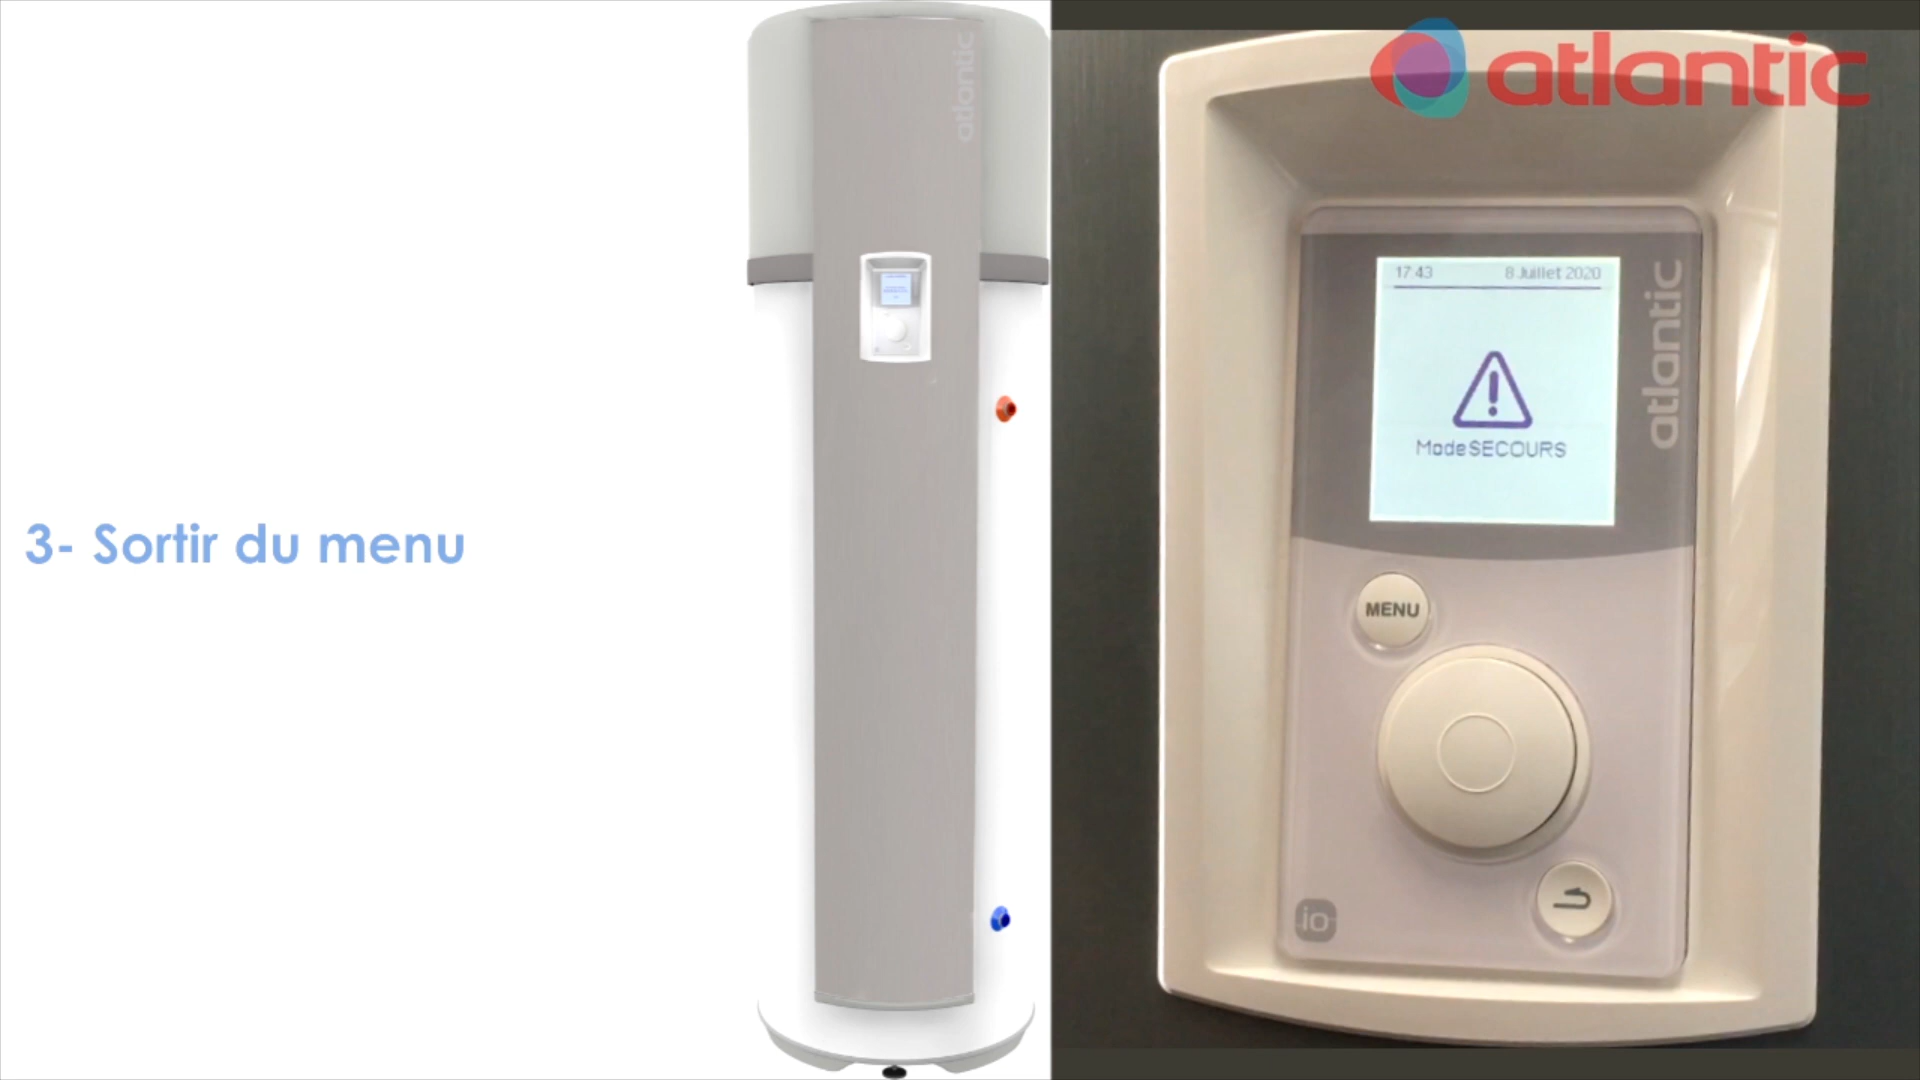 atlantic
3- Sortir du menu
atlantic
17:43 8 Juillet 2020
Mode SECOURS
atlantic
MENU
io